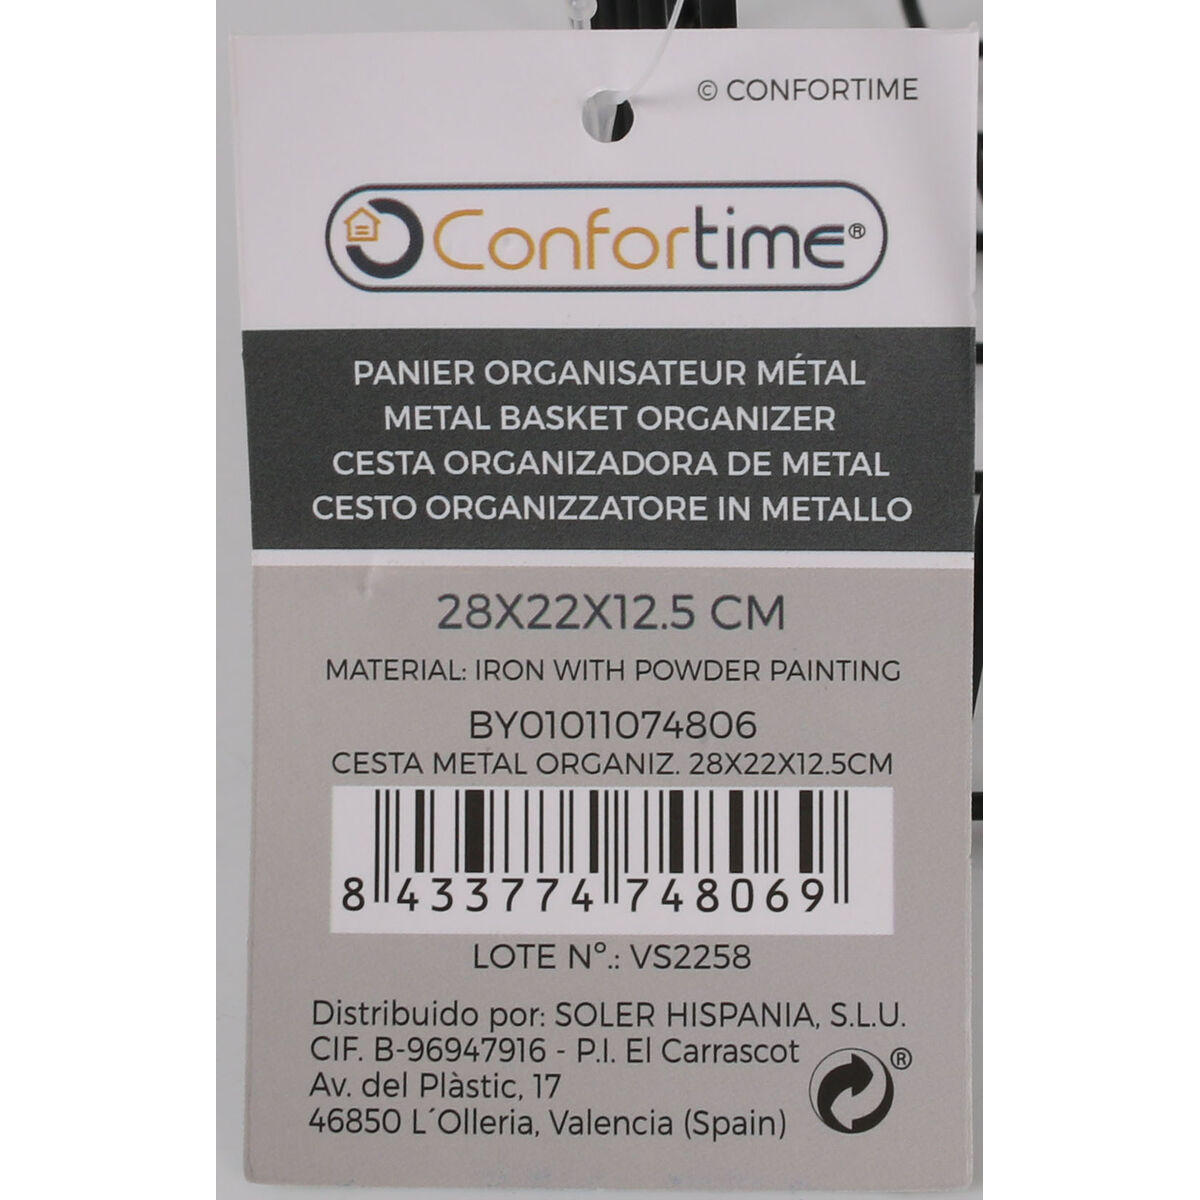 © CONFORTIME
Confortime®
PANIER ORGANISATEUR MÉTAL
METAL BASKET ORGANIZER
CESTA ORGANIZADORA DE METAL
CESTO ORGANIZZATORE IN METALLO
28X22X12.5 CM
MATERIAL: IRON WITH POWDER PAINTING
BY01011074806
CESTA METAL ORGANIZ. 28X22X12.5CM
8 433774 748069
LOTE Nº.: VS2258
Distribuido por: SOLER HISPANIA, S.L.U.
CIF. B-96947916 - P.I. El Carrascot
Av. del Plàstic, 17
46850 L´Olleria, Valencia (Spain)
®